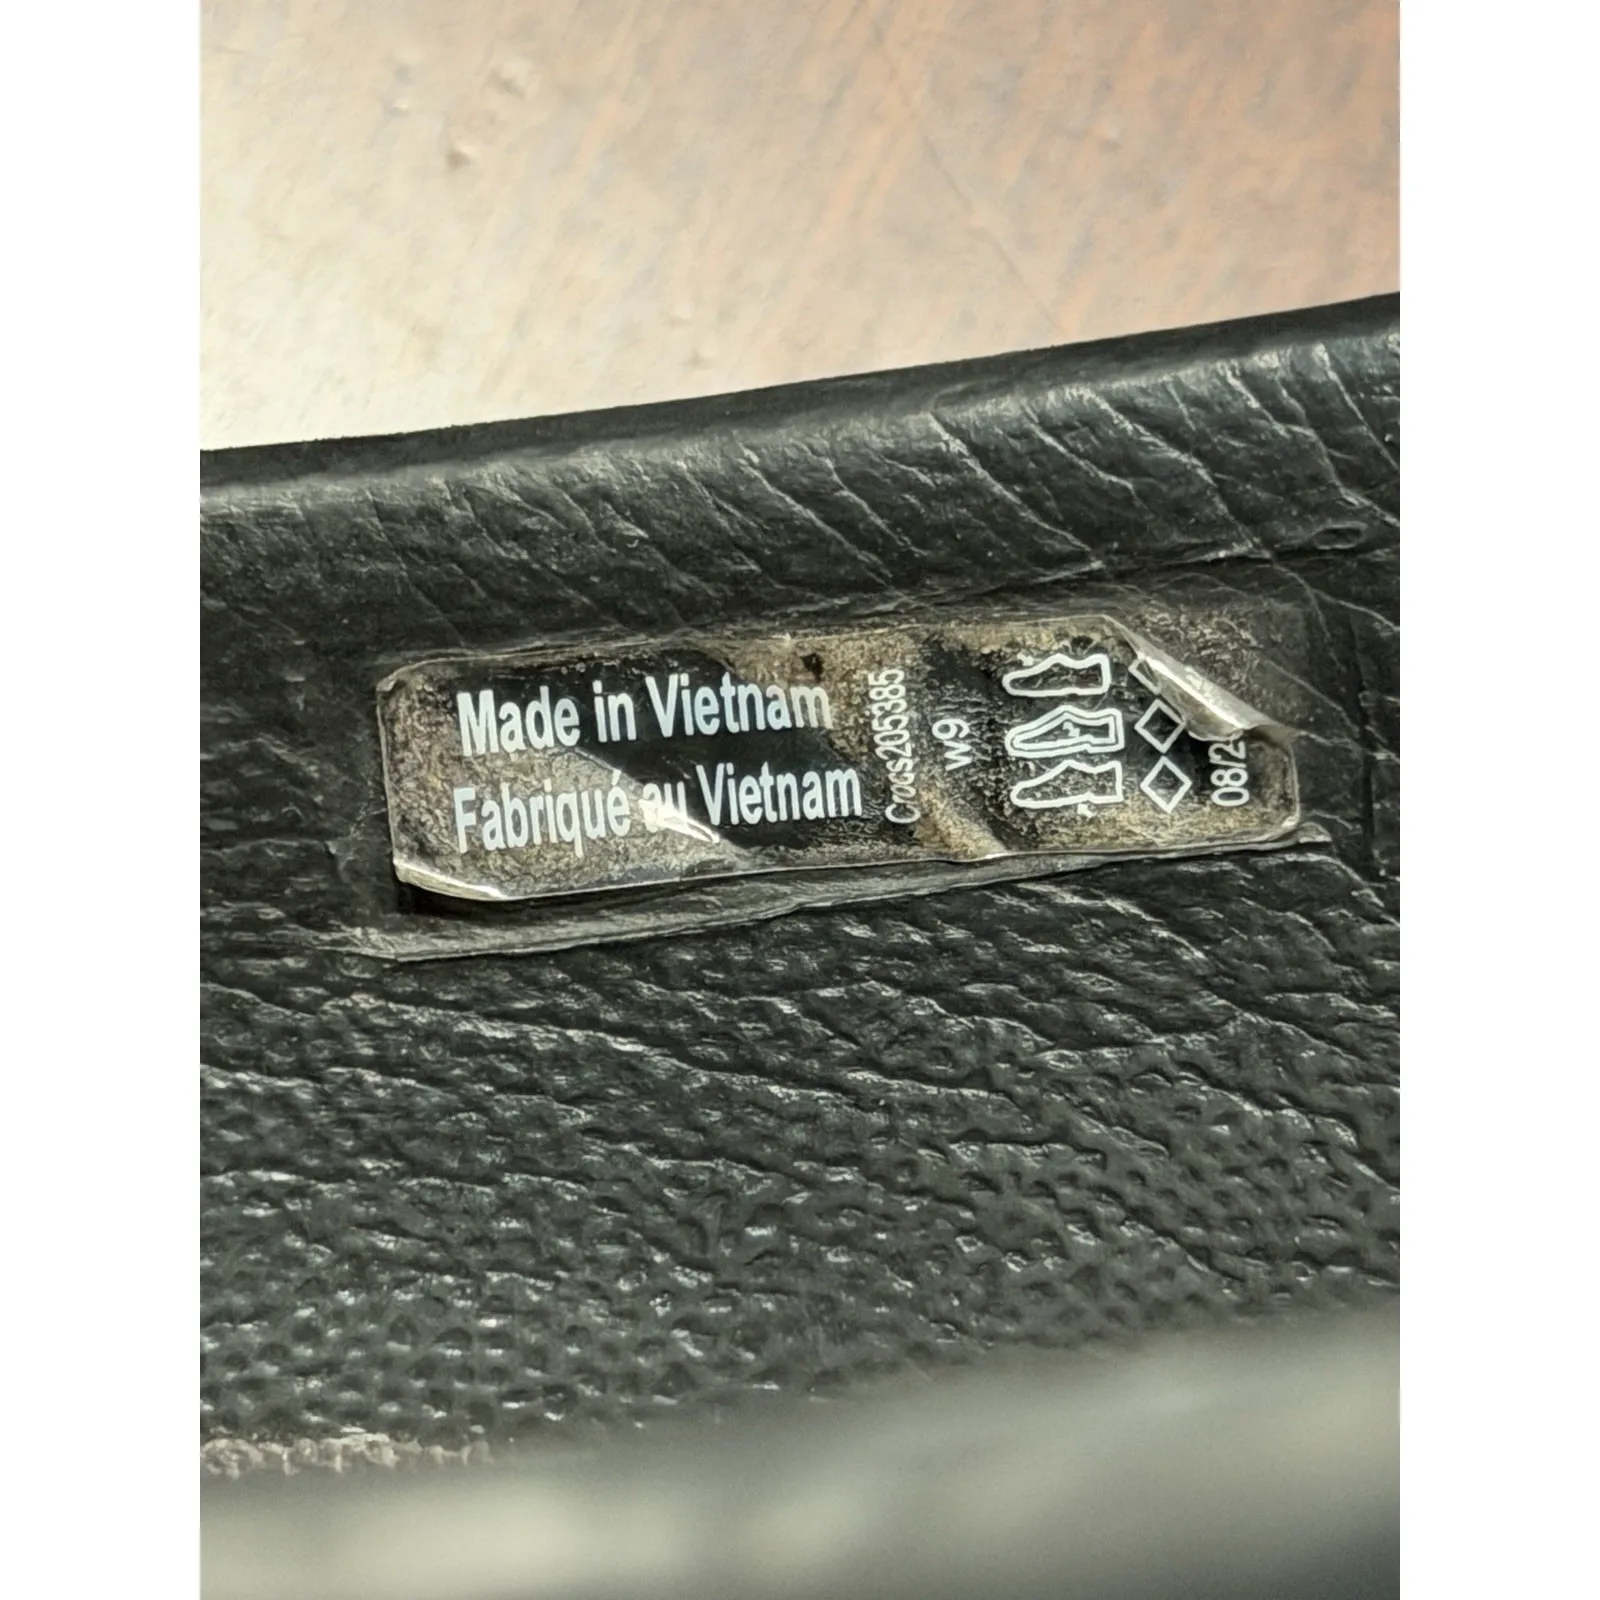 Made in Vietnam
Fabriqué au Vietnam
Crocs205385
W9
08/2